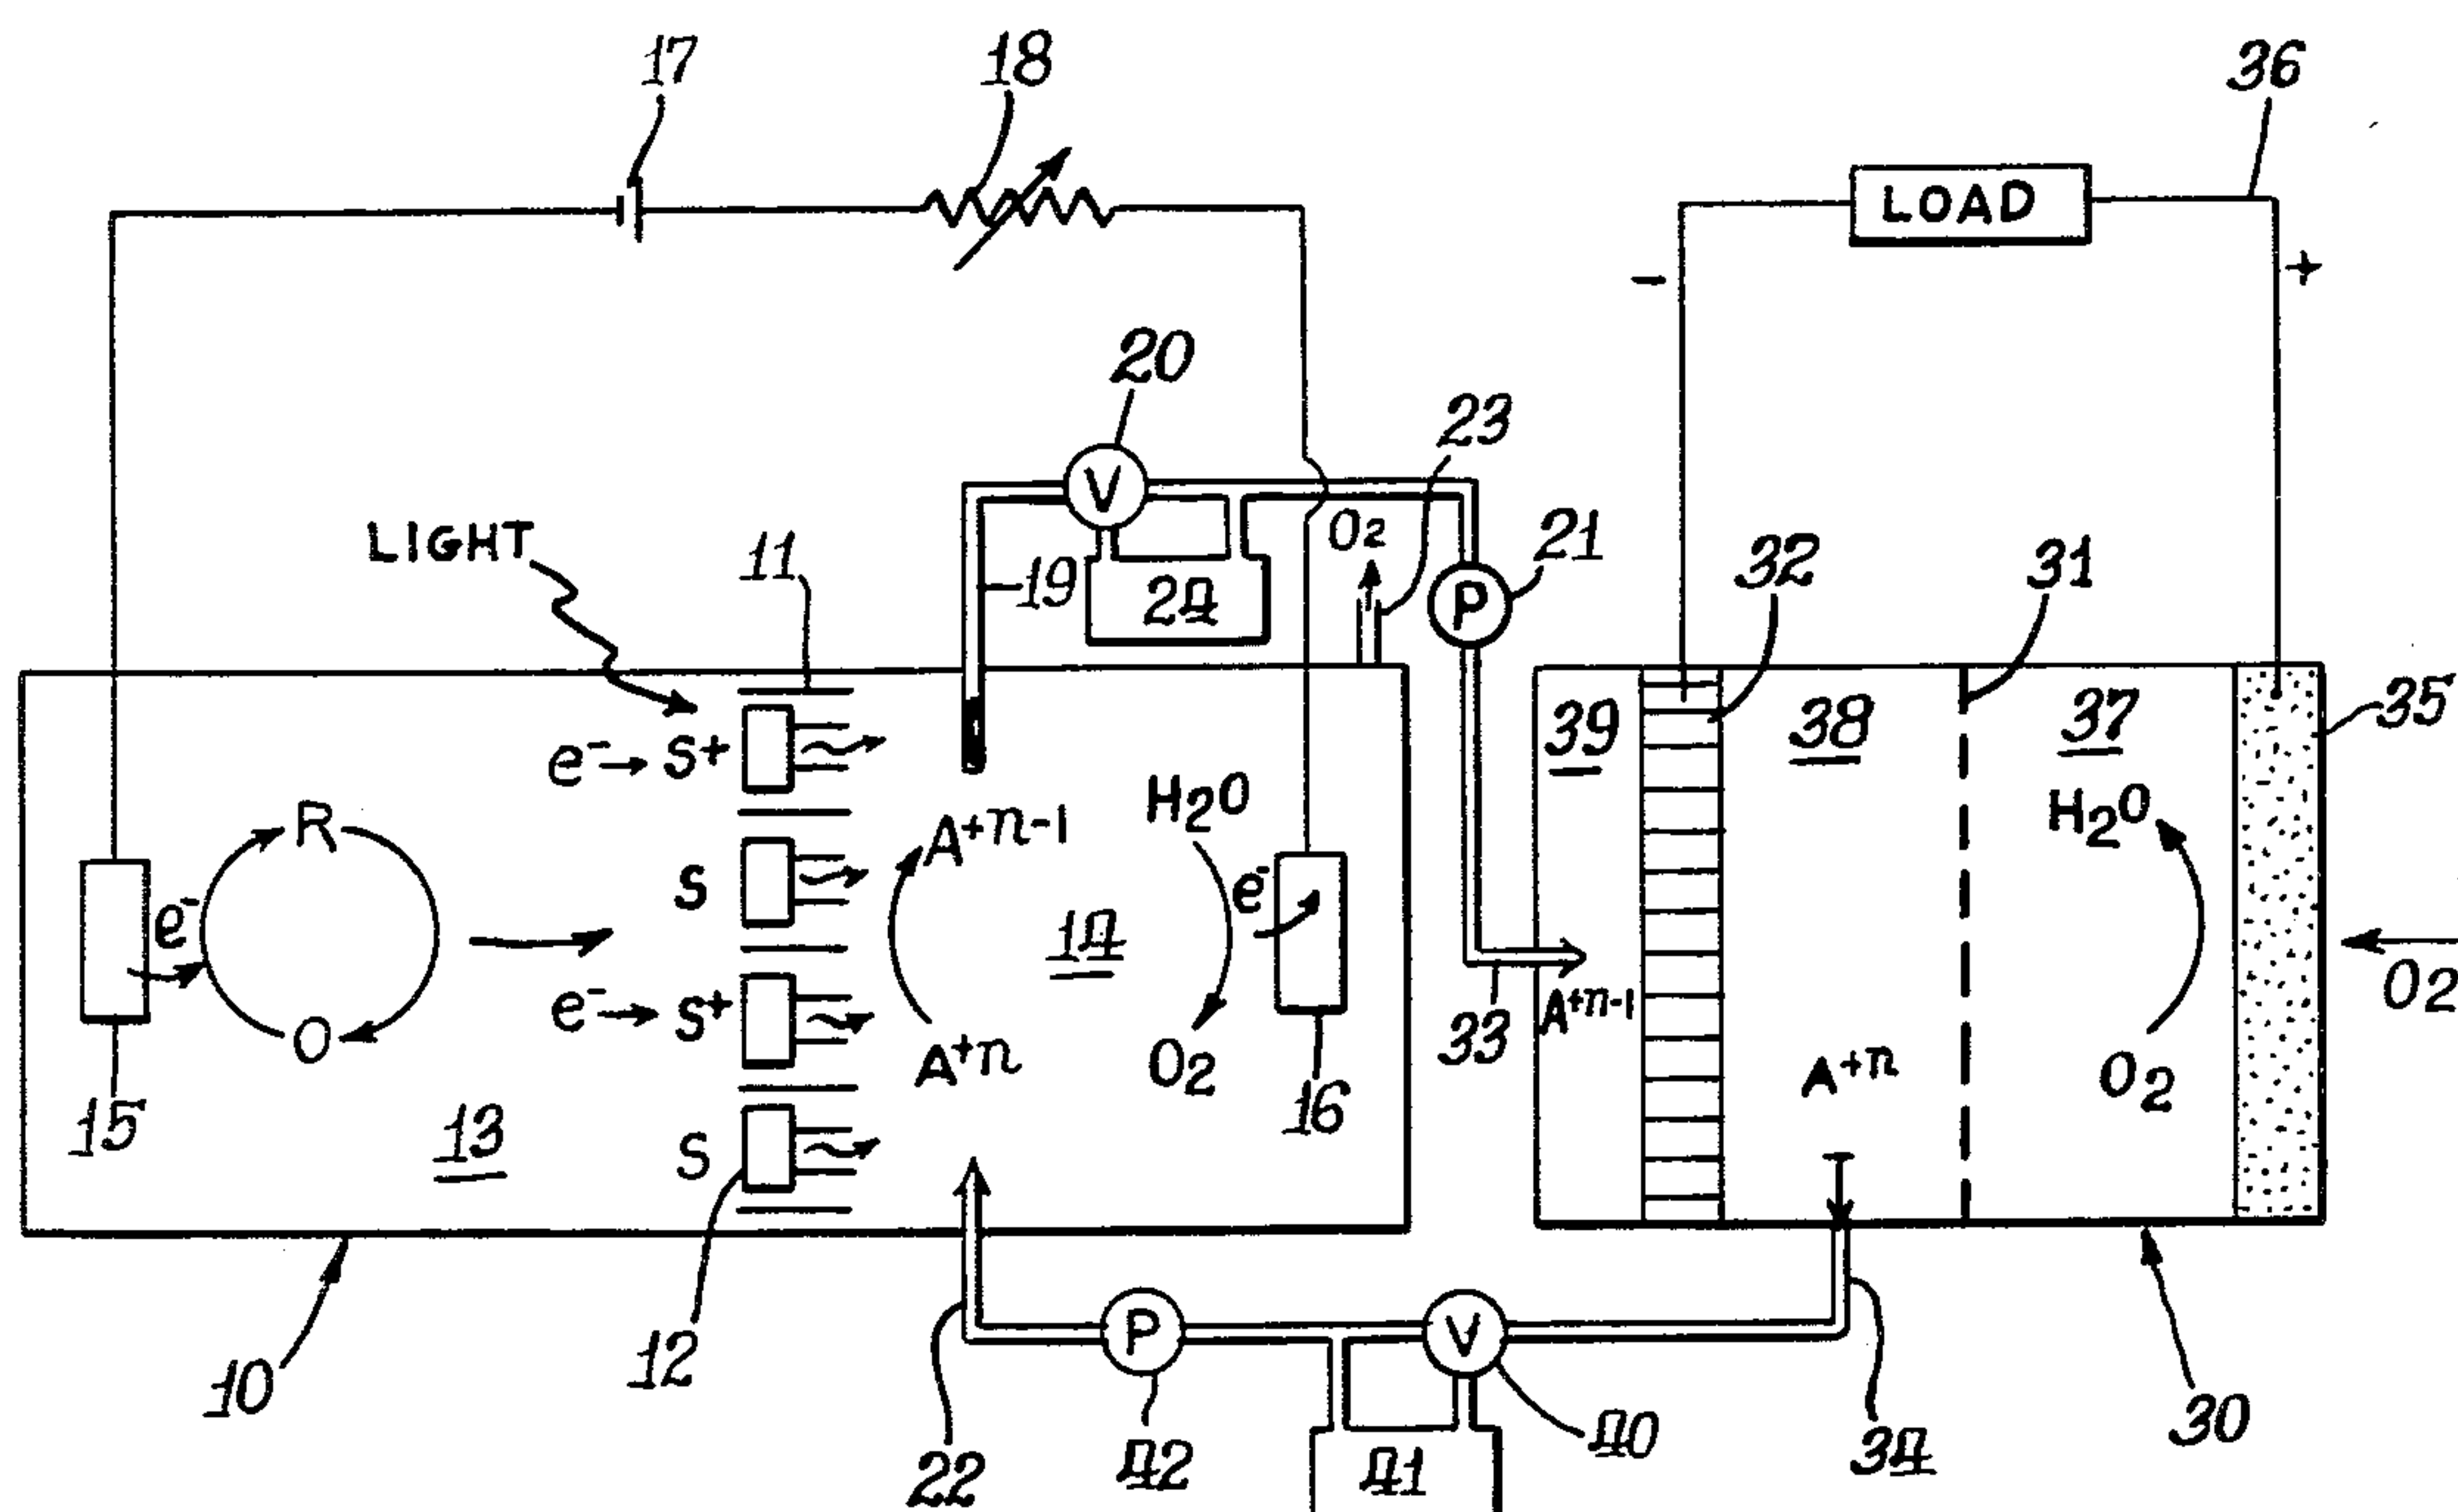 17
18
36
LOAD
-
+
20
23
LIGHT
11
V
19
24
O2
21
P
32
31
39
38
37
35
e- → S+
H2O
H2O
R
A+n-1
S
e-
14
e-
O2
e- → S+
33
A+n-1
O
A+n
O2
16
A+n
O2
15
13
S
12
10
22
P
V
42
41
40
34
30